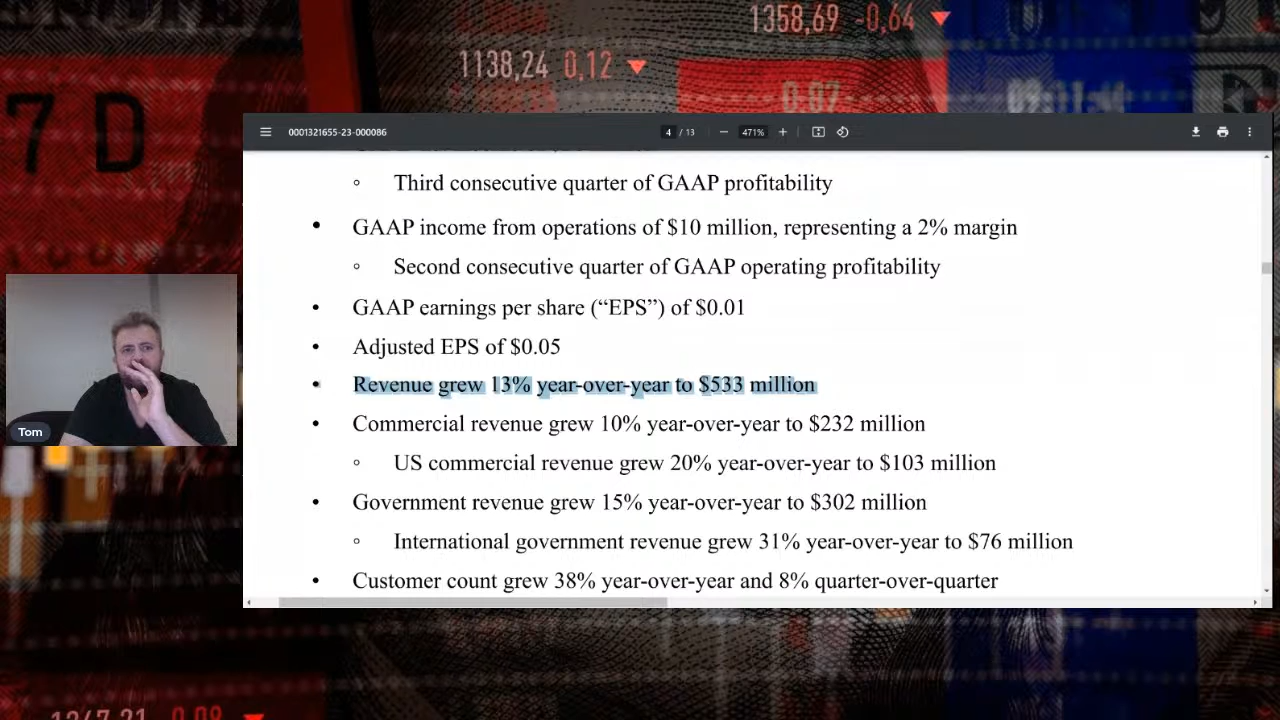 1358,69 -0,64
1138,24 0,12
0.07
7 D
0001321655-23-000086
4 / 13
471%
Third consecutive quarter of GAAP profitability
GAAP income from operations of $10 million, representing a 2% margin
Second consecutive quarter of GAAP operating profitability
GAAP earnings per share (“EPS”) of $0.01
Adjusted EPS of $0.05
Revenue grew 13% year-over-year to $533 million
Commercial revenue grew 10% year-over-year to $232 million
US commercial revenue grew 20% year-over-year to $103 million
Government revenue grew 15% year-over-year to $302 million
International government revenue grew 31% year-over-year to $76 million
Customer count grew 38% year-over-year and 8% quarter-over-quarter
Tom